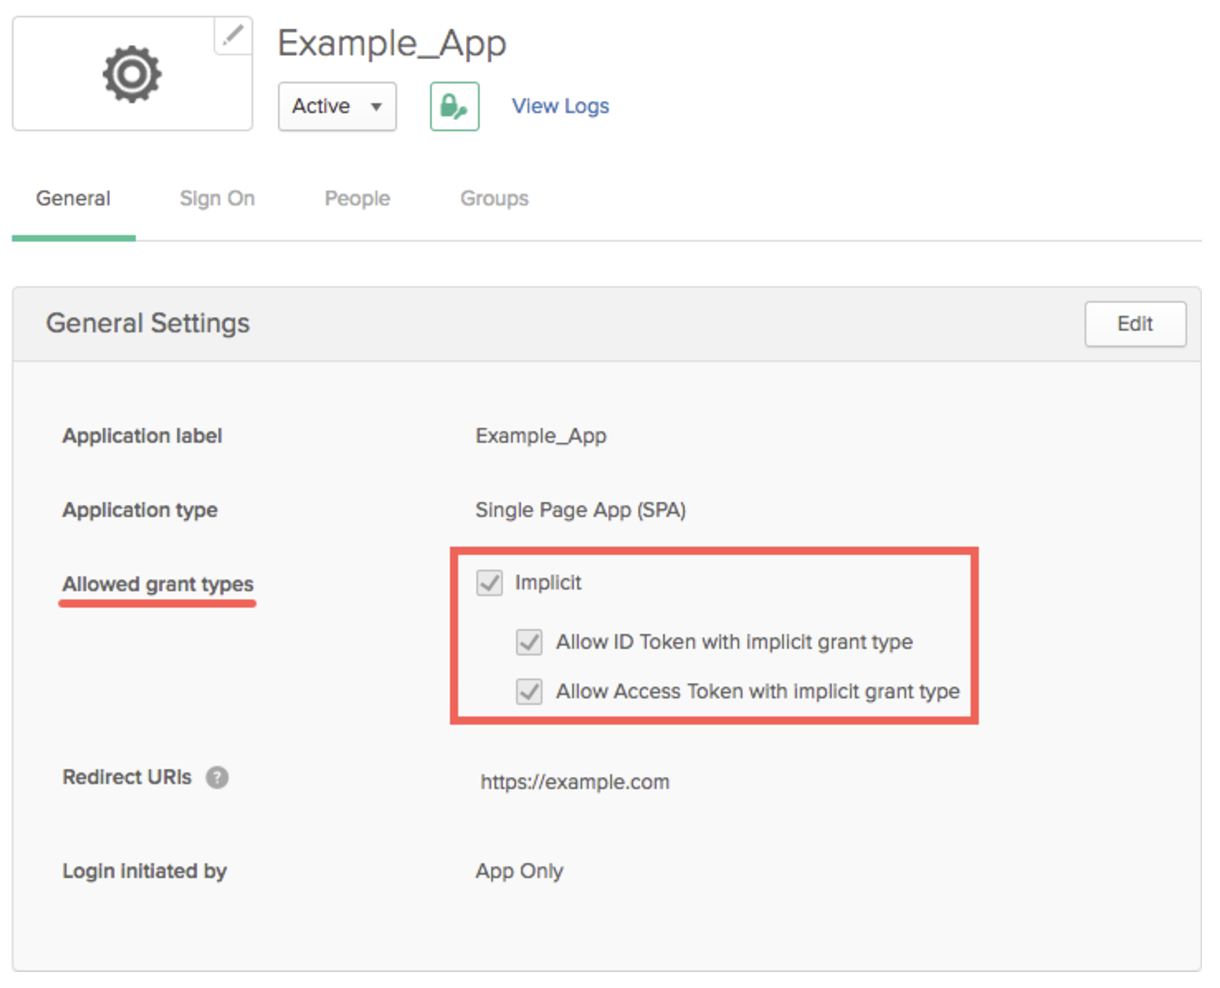 Example_App
Active
View Logs
General
Sign On
People
Groups
General Settings
Edit
Application label
Example_App
Application type
Single Page App (SPA)
Allowed grant types
Implicit
Allow ID Token with implicit grant type
Allow Access Token with implicit grant type
Redirect URIs ?
https://example.com
Login initiated by
App Only